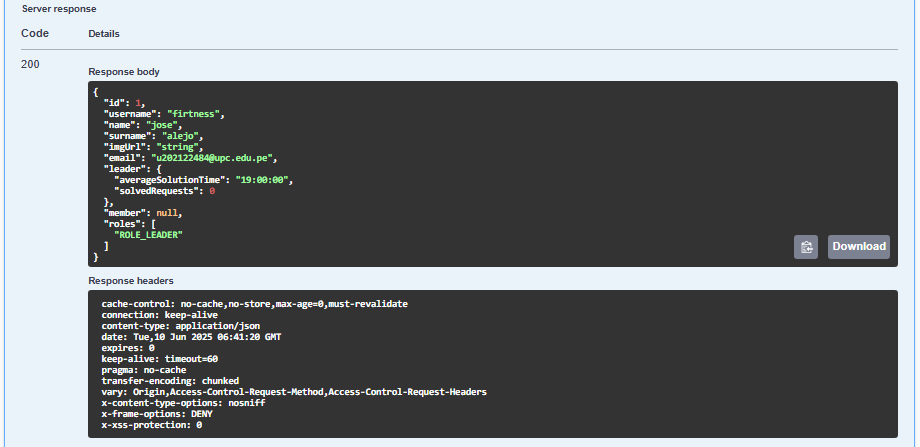 Server response
Code Details
200
Response body
{
  "id": 1,
  "username": "firtness",
  "name": "jose",
  "surname": "alejo",
  "imgUrl": "string",
  "email": "u202122484@upc.edu.pe",
  "leader": {
    "averageSolutionTime": "19:00:00",
    "solvedRequests": 0
  },
  "member": null,
  "roles": [
    "ROLE_LEADER"
  ]
}
Download
Response headers
cache-control: no-cache,no-store,max-age=0,must-revalidate
connection: keep-alive
content-type: application/json
date: Tue,10 Jun 2025 06:41:20 GMT
expires: 0
keep-alive: timeout=60
pragma: no-cache
transfer-encoding: chunked
vary: Origin,Access-Control-Request-Method,Access-Control-Request-Headers
x-content-type-options: nosniff
x-frame-options: DENY
x-xss-protection: 0